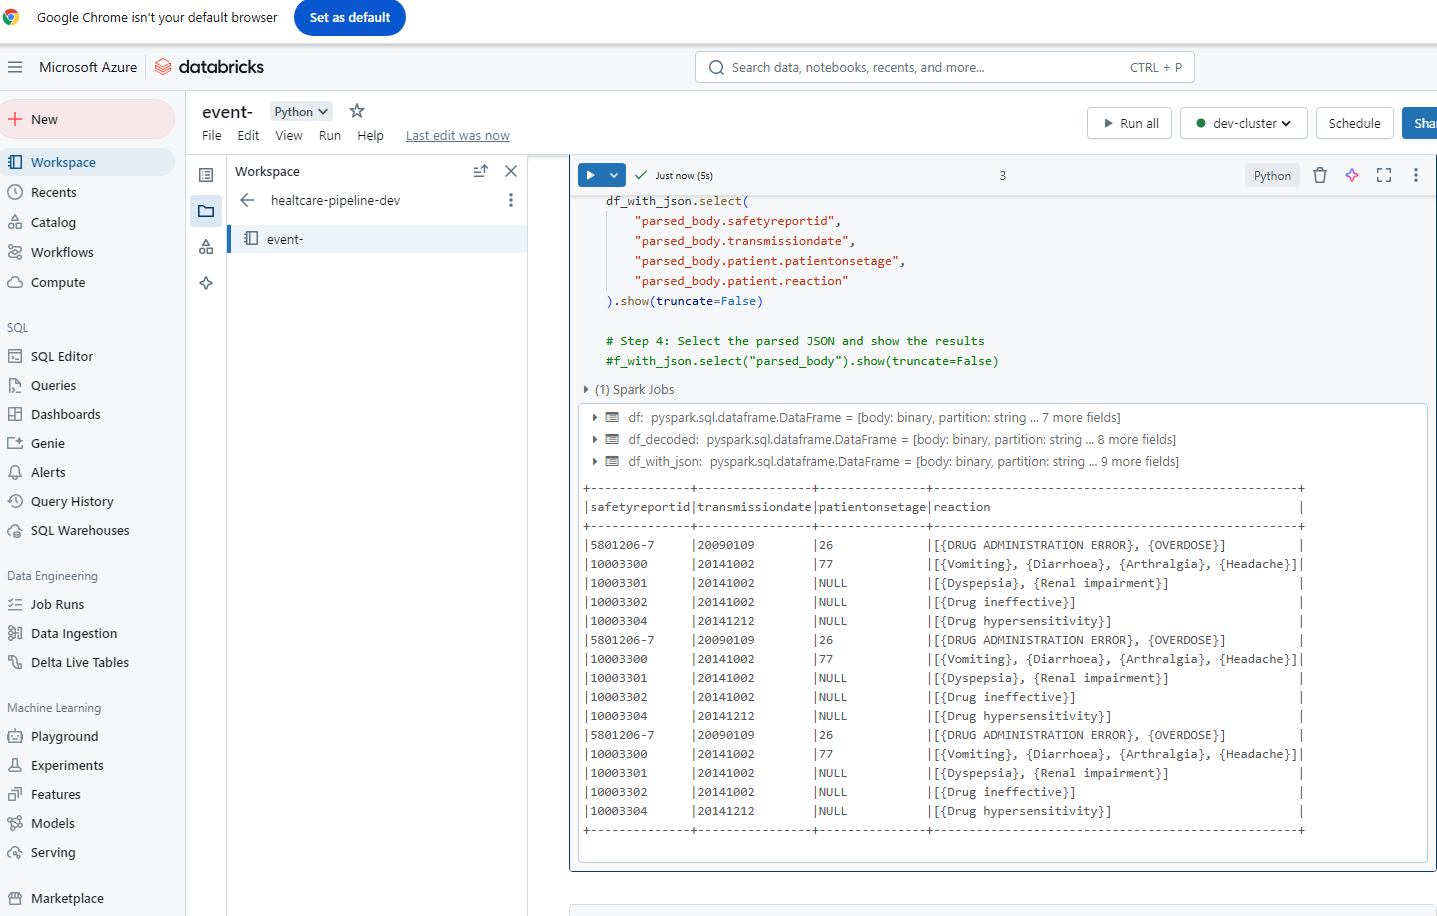 Google Chrome isn't your default browser Set as default
Microsoft Azure databricks Search data, notebooks, recents, and more... CTRL + P
New
Workspace
Recents
Catalog
Workflows
Compute
SQL
SQL Editor
Queries
Dashboards
Genie
Alerts
Query History
SQL Warehouses
Data Engineering
Job Runs
Data Ingestion
Delta Live Tables
Machine Learning
Playground
Experiments
Features
Models
Serving
Marketplace
event- Python
File Edit View Run Help Last edit was now
Run all dev-cluster Schedule Sha
Workspace
healtcare-pipeline-dev
event-
Just now (5s) 3 Python
df_with_json.select(
"parsed_body.safetyreportid",
"parsed_body.transmissiondate",
"parsed_body.patient.patientonsetage",
"parsed_body.patient.reaction"
).show(truncate=False)
# Step 4: Select the parsed JSON and show the results
#f_with_json.select("parsed_body").show(truncate=False)
(1) Spark Jobs
df: pyspark.sql.dataframe.DataFrame = [body: binary, partition: string ... 7 more fields]
df_decoded: pyspark.sql.dataframe.DataFrame = [body: binary, partition: string ... 8 more fields]
df_with_json: pyspark.sql.dataframe.DataFrame = [body: binary, partition: string ... 9 more fields]
+--------------+----------------+---------------+------------------------------------------------+
|safetyreportid|transmissiondate|patientonsetage|reaction |
+--------------+----------------+---------------+------------------------------------------------+
|5801206-7 |20090109 |26 |[{DRUG ADMINISTRATION ERROR}, {OVERDOSE}] |
|10003300 |20141002 |77 |[{Vomiting}, {Diarrhoea}, {Arthralgia}, {Headache}]|
|10003301 |20141002 |NULL |[{Dyspepsia}, {Renal impairment}] |
|10003302 |20141002 |NULL |[{Drug ineffective}] |
|10003304 |20141212 |NULL |[{Drug hypersensitivity}] |
|5801206-7 |20090109 |26 |[{DRUG ADMINISTRATION ERROR}, {OVERDOSE}] |
|10003300 |20141002 |77 |[{Vomiting}, {Diarrhoea}, {Arthralgia}, {Headache}]|
|10003301 |20141002 |NULL |[{Dyspepsia}, {Renal impairment}] |
|10003302 |20141002 |NULL |[{Drug ineffective}] |
|10003304 |20141212 |NULL |[{Drug hypersensitivity}] |
|5801206-7 |20090109 |26 |[{DRUG ADMINISTRATION ERROR}, {OVERDOSE}] |
|10003300 |20141002 |77 |[{Vomiting}, {Diarrhoea}, {Arthralgia}, {Headache}]|
|10003301 |20141002 |NULL |[{Dyspepsia}, {Renal impairment}] |
|10003302 |20141002 |NULL |[{Drug ineffective}] |
|10003304 |20141212 |NULL |[{Drug hypersensitivity}] |
+--------------+----------------+---------------+------------------------------------------------+